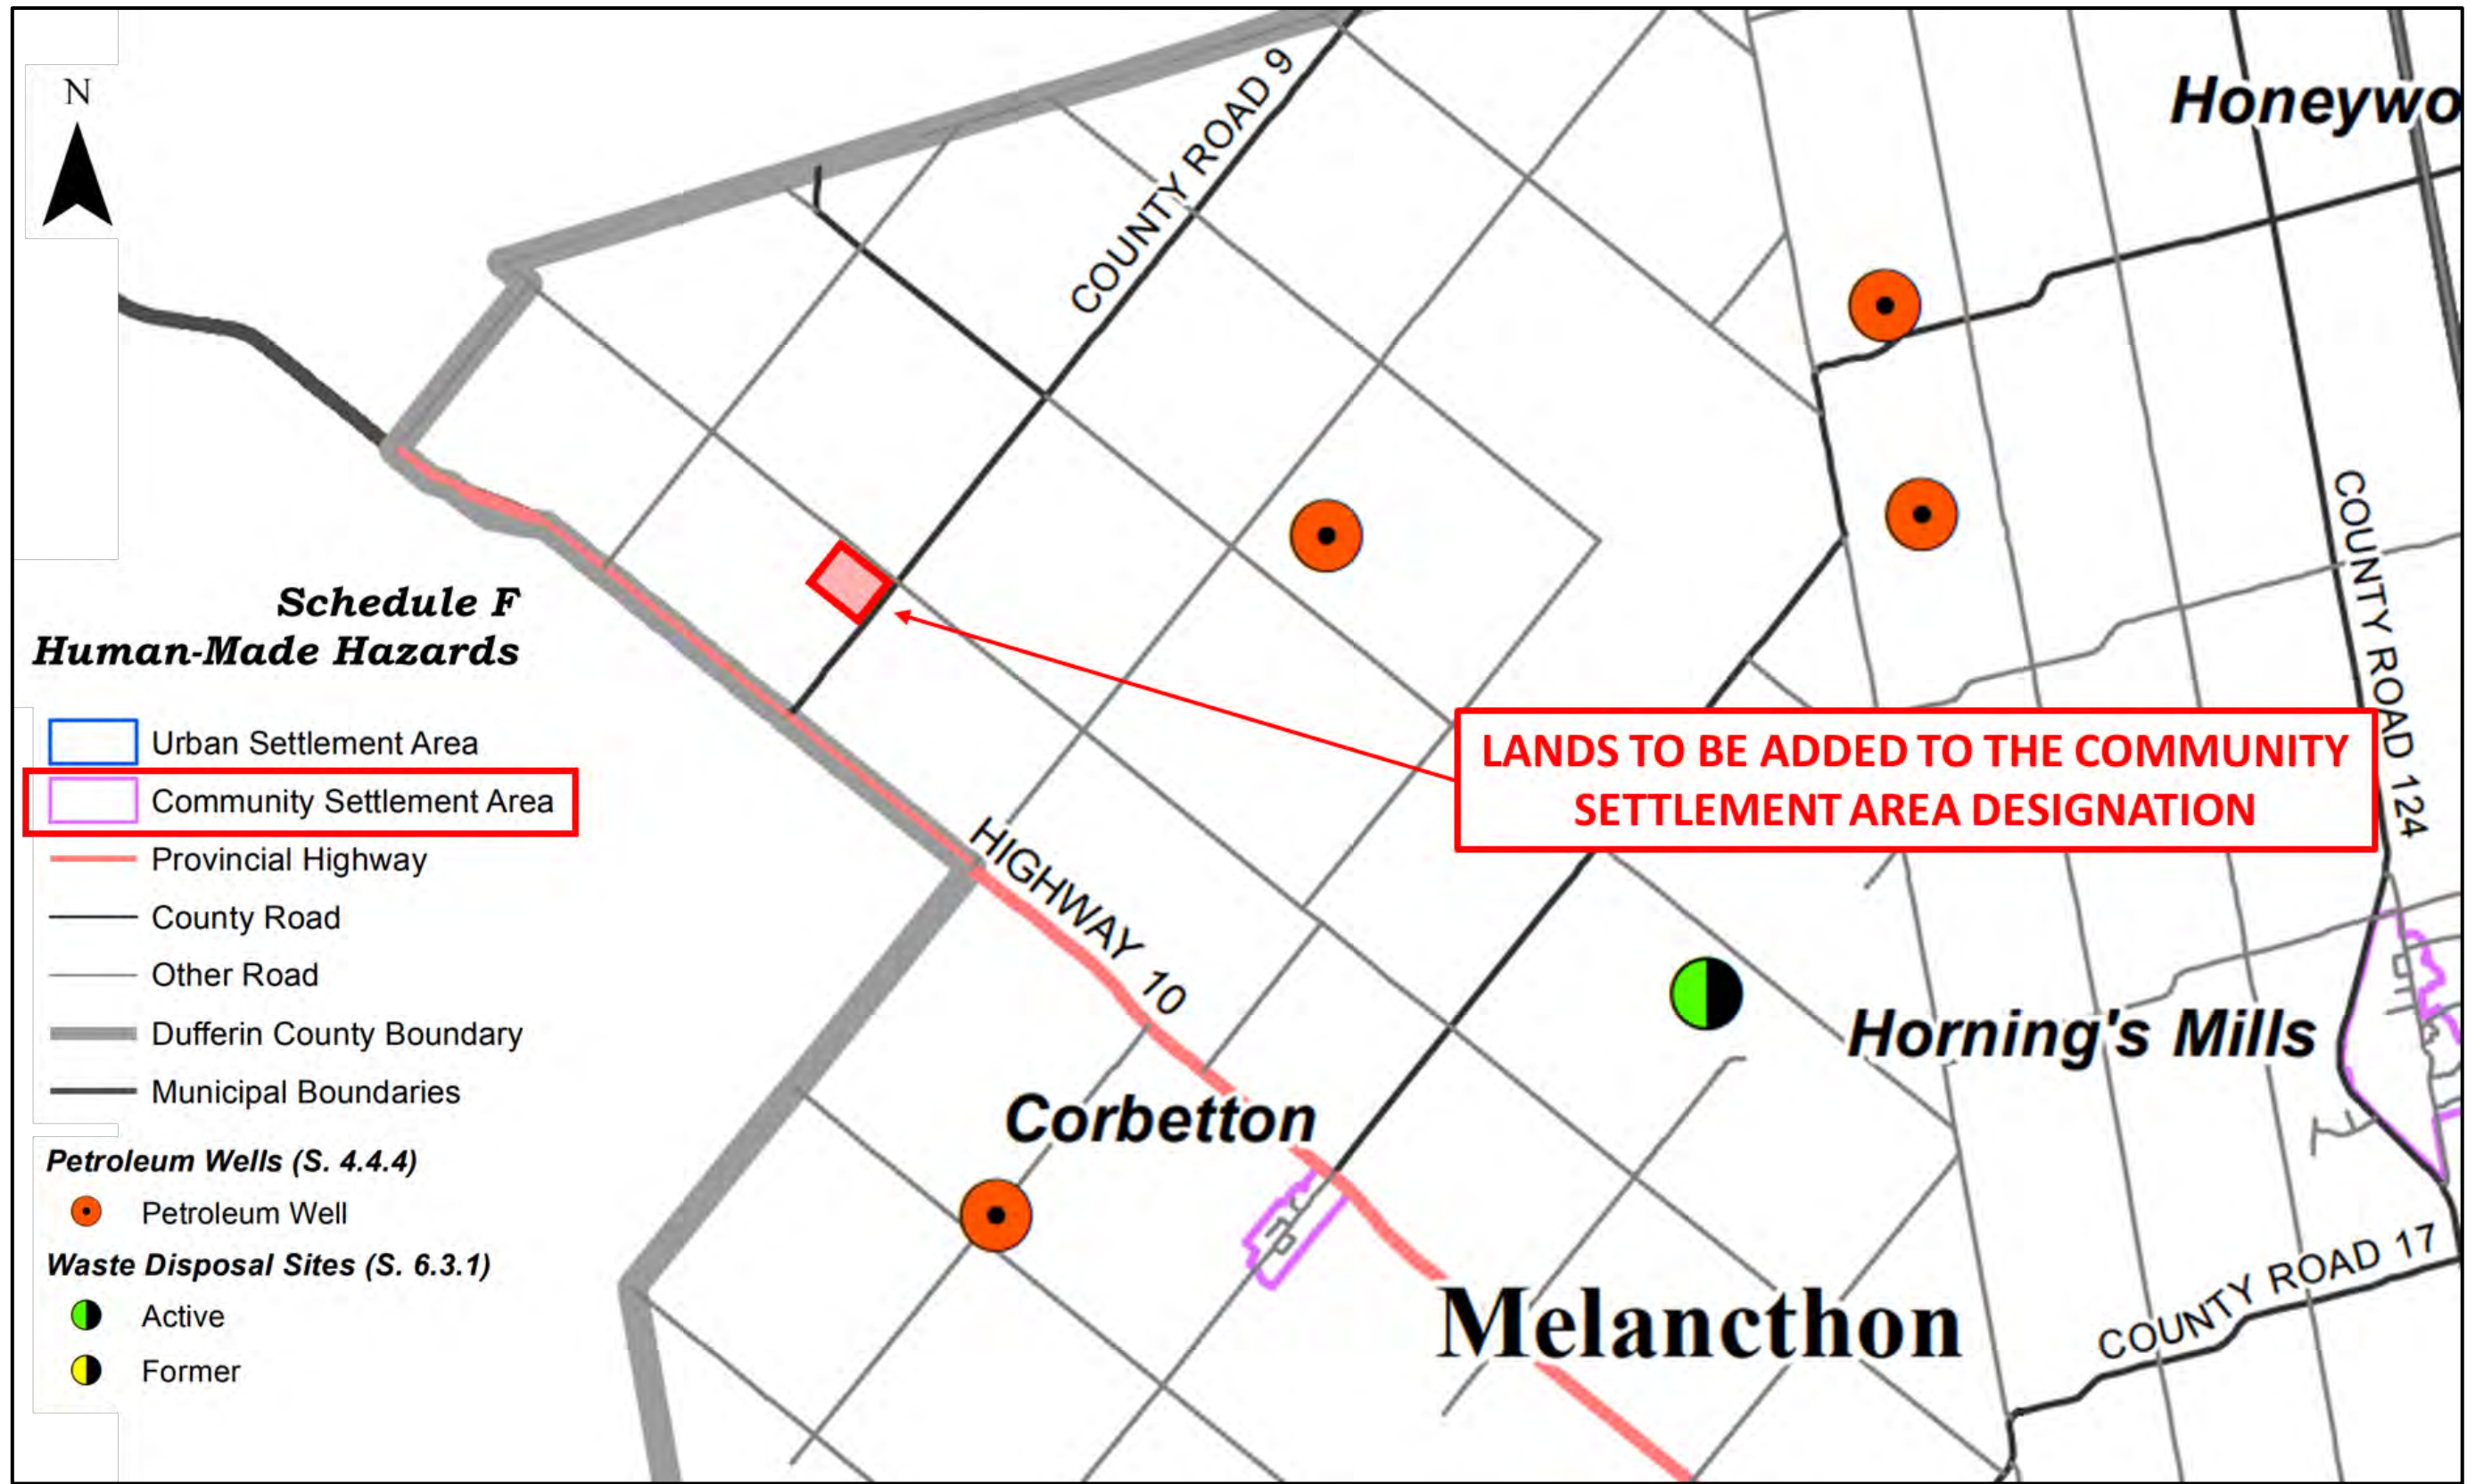 N
COUNTY ROAD 9
Honeywo
COUNTY ROAD 124
Schedule F
Human-Made Hazards
Urban Settlement Area
Community Settlement Area
Provincial Highway
County Road
Other Road
Dufferin County Boundary
Municipal Boundaries
Petroleum Wells (S. 4.4.4)
Petroleum Well
Waste Disposal Sites (S. 6.3.1)
Active
Former
LANDS TO BE ADDED TO THE COMMUNITY
SETTLEMENT AREA DESIGNATION
HIGHWAY 10
Horning's Mills
Corbetton
Melancthon
COUNTY ROAD 17